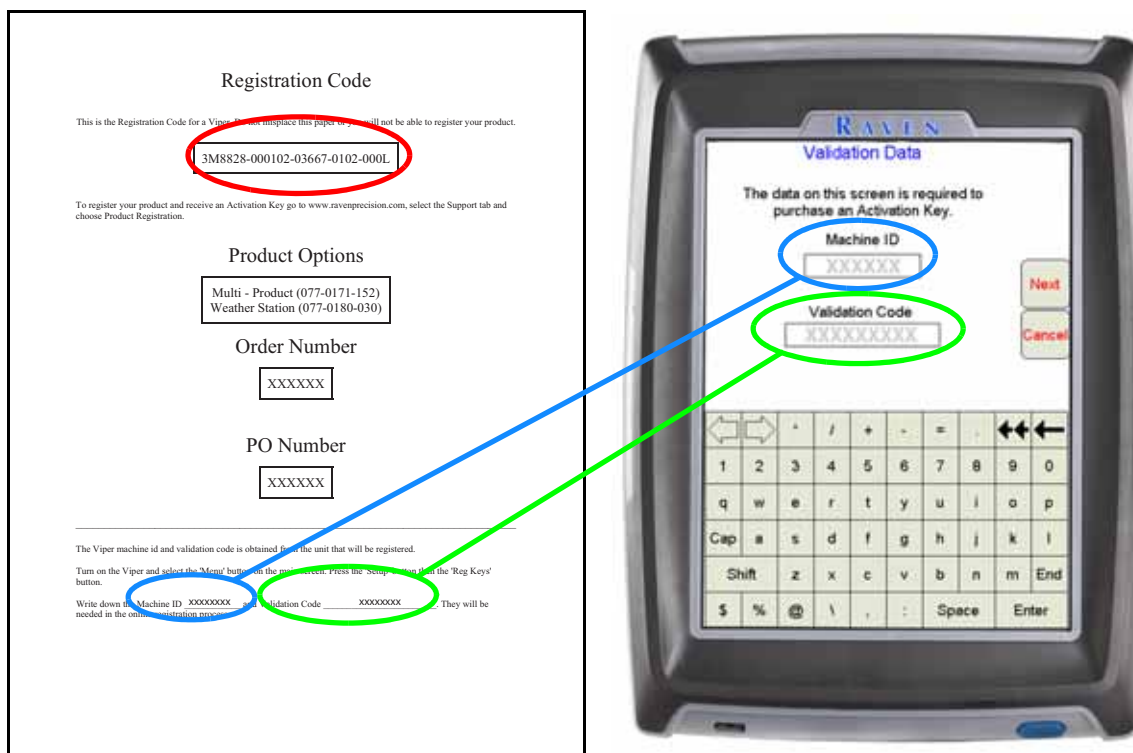 Registration Code
This is the Registration Code for a Viper. Do not misplace this paper or you will not be able to register your product.
3M8828-000102-03667-0102-000L
To register your product and receive an Activation Key go to www.ravenprecision.com, select the Support tab and
choose Product Registration.
Product Options
Multi - Product (077-0171-152)
Weather Station (077-0180-030)
Order Number
XXXXXX
PO Number
XXXXXX
The Viper machine id and validation code is obtained from the unit that will be registered.
Turn on the Viper and select the 'Menu' button on the main screen. Press the 'Setup' button then the 'Reg Keys'
button.
Write down the Machine ID XXXXXXXX and Validation Code XXXXXXXX. They will be
needed in the online registration process.
RAVEN
Validation Data
The data on this screen is required to
purchase an Activation Key.
Machine ID
XXXXXX
Next
Validation Code
XXXXXXXXX
Cancel
/ + - = .
1 2 3 4 5 6 7 8 9 0
q w e r t y u i o p
Cap a s d f g h j k l
Shift z x c v b n m End
$ % @ \ , : Space Enter